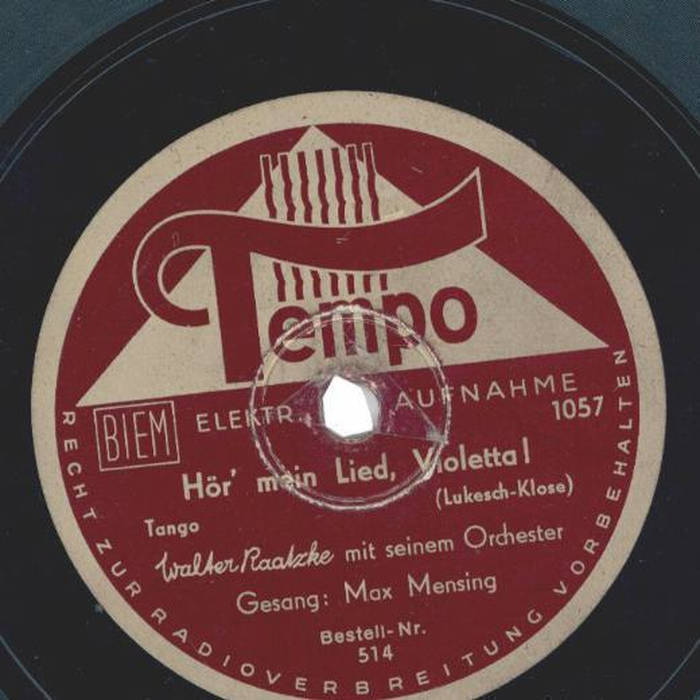 Tempo
BIEM
ELEKTR. AUFNAHME
1057
Hör' mein Lied, Violetta!
(Lukesch-Klose)
Tango
Walter Raatzke mit seinem Orchester
Gesang: Max Mensing
Bestell-Nr.
514
RECHT ZUR RADIOVERBREITUNG VORBEHALTEN